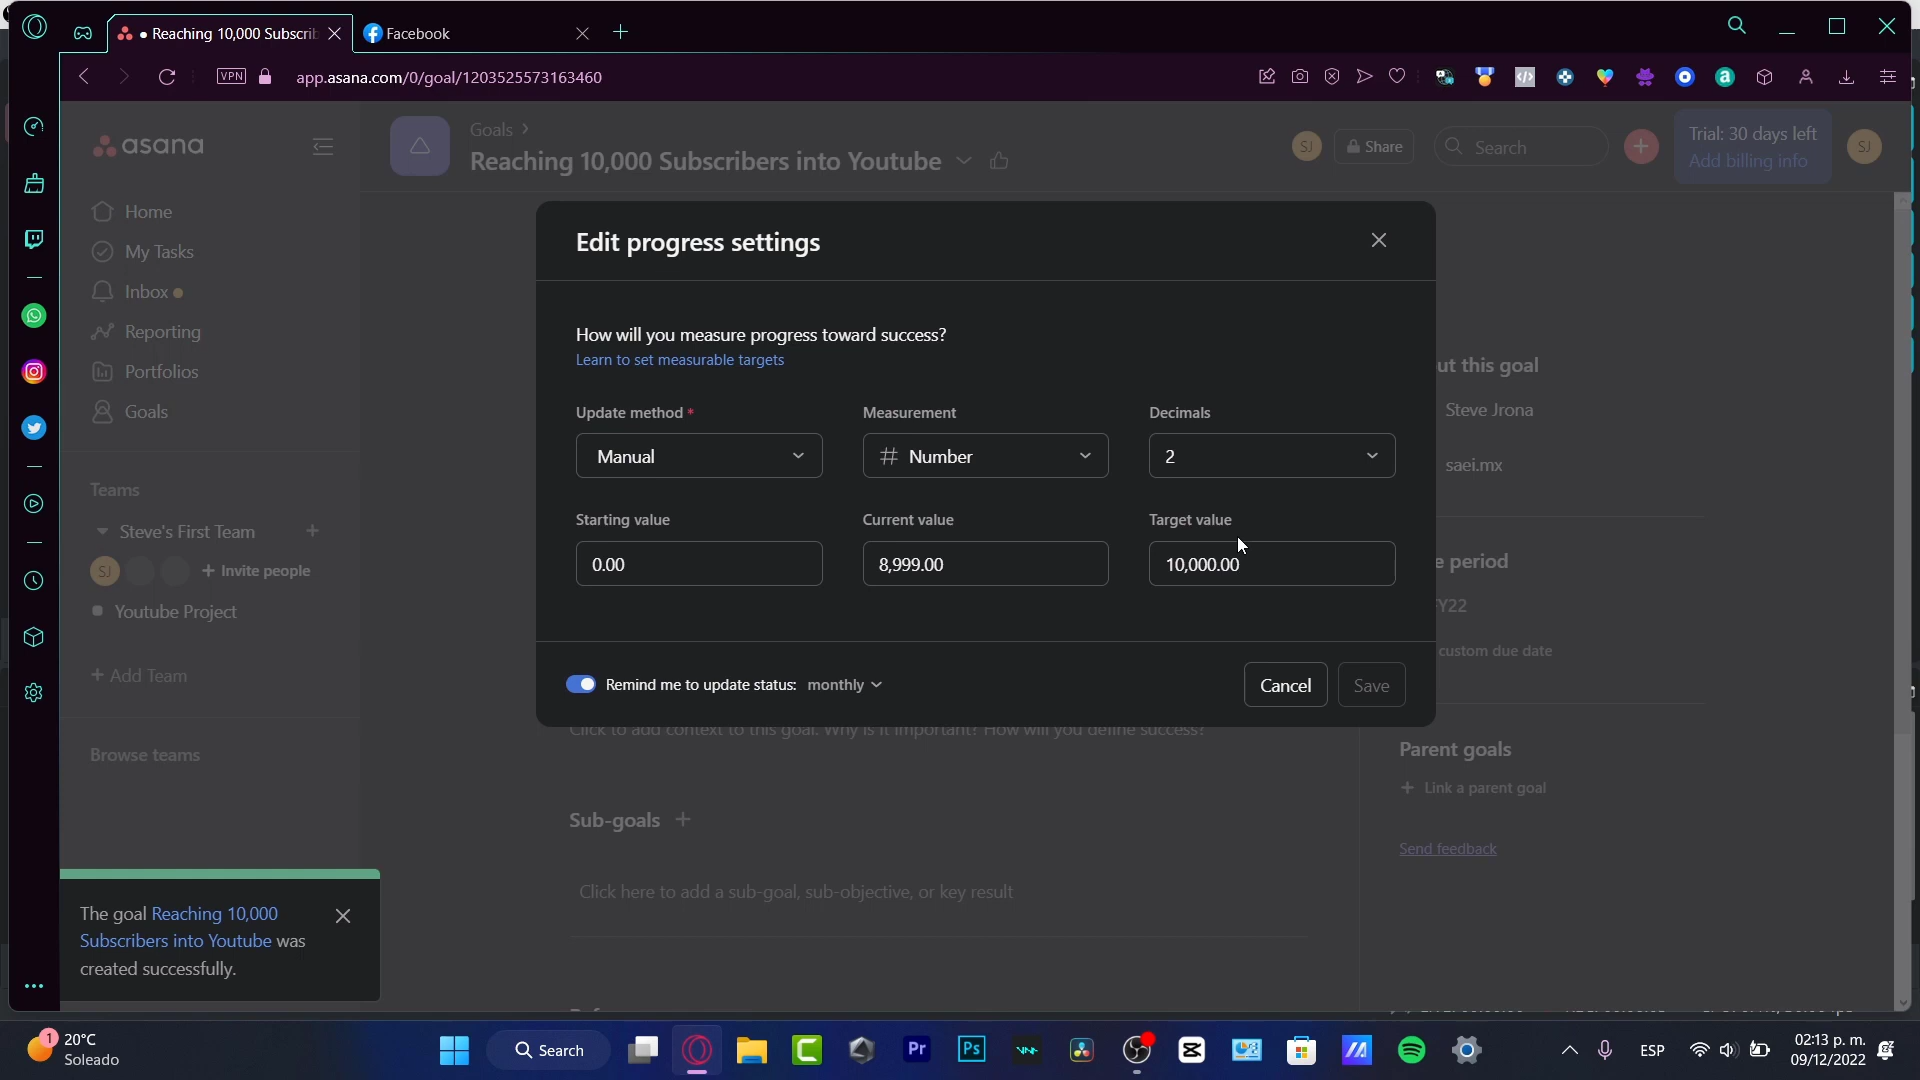 Reaching 10,000 Subscrib
Facebook
VPN
app.asana.com/0/goal/1203525573163460
asana
Goals
Reaching 10,000 Subscribers into Youtube
SJ
Share
Search
Trial: 30 days left
Add billing info
SJ
Home
My Tasks
Inbox
Reporting
Portfolios
Goals
Teams
Steve's First Team
SJ
+ Invite people
Youtube Project
+ Add Team
Browse teams
Edit progress settings
How will you measure progress toward success?
Learn to set measurable targets
Update method *
Measurement
Decimals
Manual
# Number
2
Starting value
Current value
Target value
0.00
8,999.00
10,000.00
Remind me to update status: monthly
Cancel
Save
ut this goal
Steve Jrona
saei.mx
e period
Y22
custom due date
Click to add context to this goal. Why is it important? How will you define success?
Parent goals
+ Link a parent goal
Send feedback
Sub-goals +
Click here to add a sub-goal, sub-objective, or key result
The goal Reaching 10,000
Subscribers into Youtube was
created successfully.
1
20°C
Soleado
Search
Pr
Ps
ESP
02:13 p. m.
09/12/2022